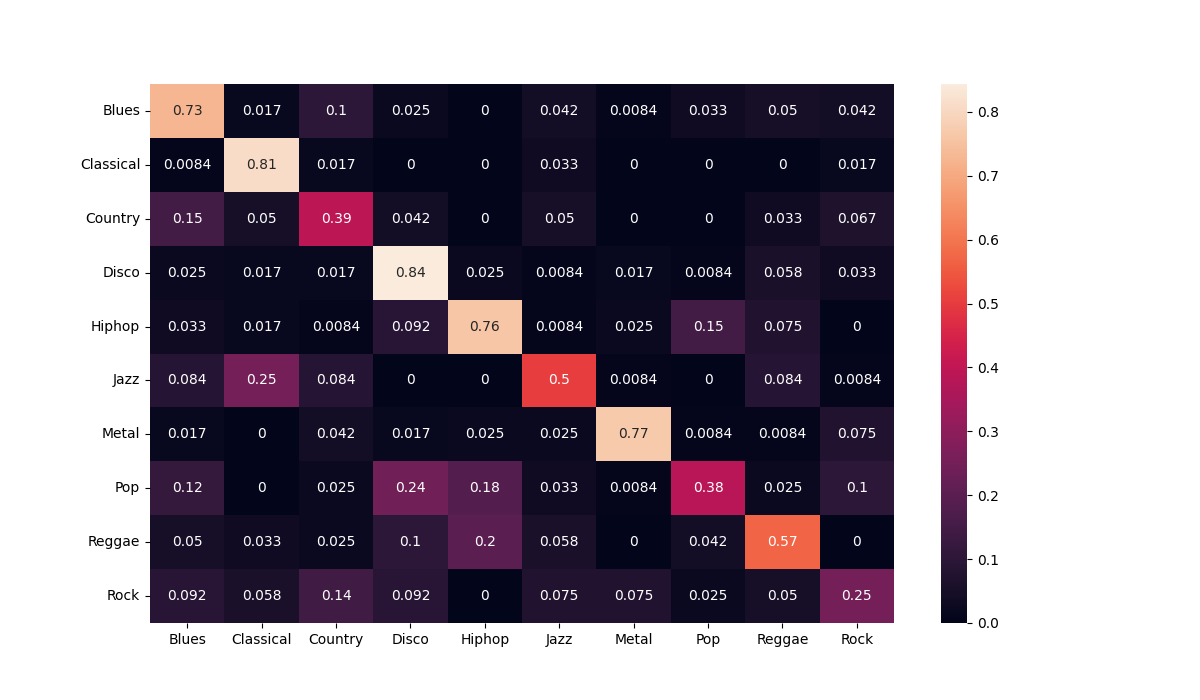 Blues 0.73 0.017 0.1 0.025 0 0.042 0.0084 0.033 0.05 0.042
0.8
Classical 0.0084 0.81 0.017 0 0 0.033 0 0 0 0.017
0.7
Country 0.15 0.05 0.39 0.042 0 0.05 0 0 0.033 0.067
0.6
Disco 0.025 0.017 0.017 0.84 0.025 0.0084 0.017 0.0084 0.058 0.033
0.5
Hiphop 0.033 0.017 0.0084 0.092 0.76 0.0084 0.025 0.15 0.075 0
0.4
Jazz 0.084 0.25 0.084 0 0 0.5 0.0084 0 0.084 0.0084
Metal 0.017 0 0.042 0.017 0.025 0.025 0.77 0.0084 0.0084 0.075
0.3
Pop 0.12 0 0.025 0.24 0.18 0.033 0.0084 0.38 0.025 0.1
0.2
Reggae 0.05 0.033 0.025 0.1 0.2 0.058 0 0.042 0.57 0
0.1
Rock 0.092 0.058 0.14 0.092 0 0.075 0.075 0.025 0.05 0.25
0.0
Blues Classical Country Disco Hiphop Jazz Metal Pop Reggae Rock